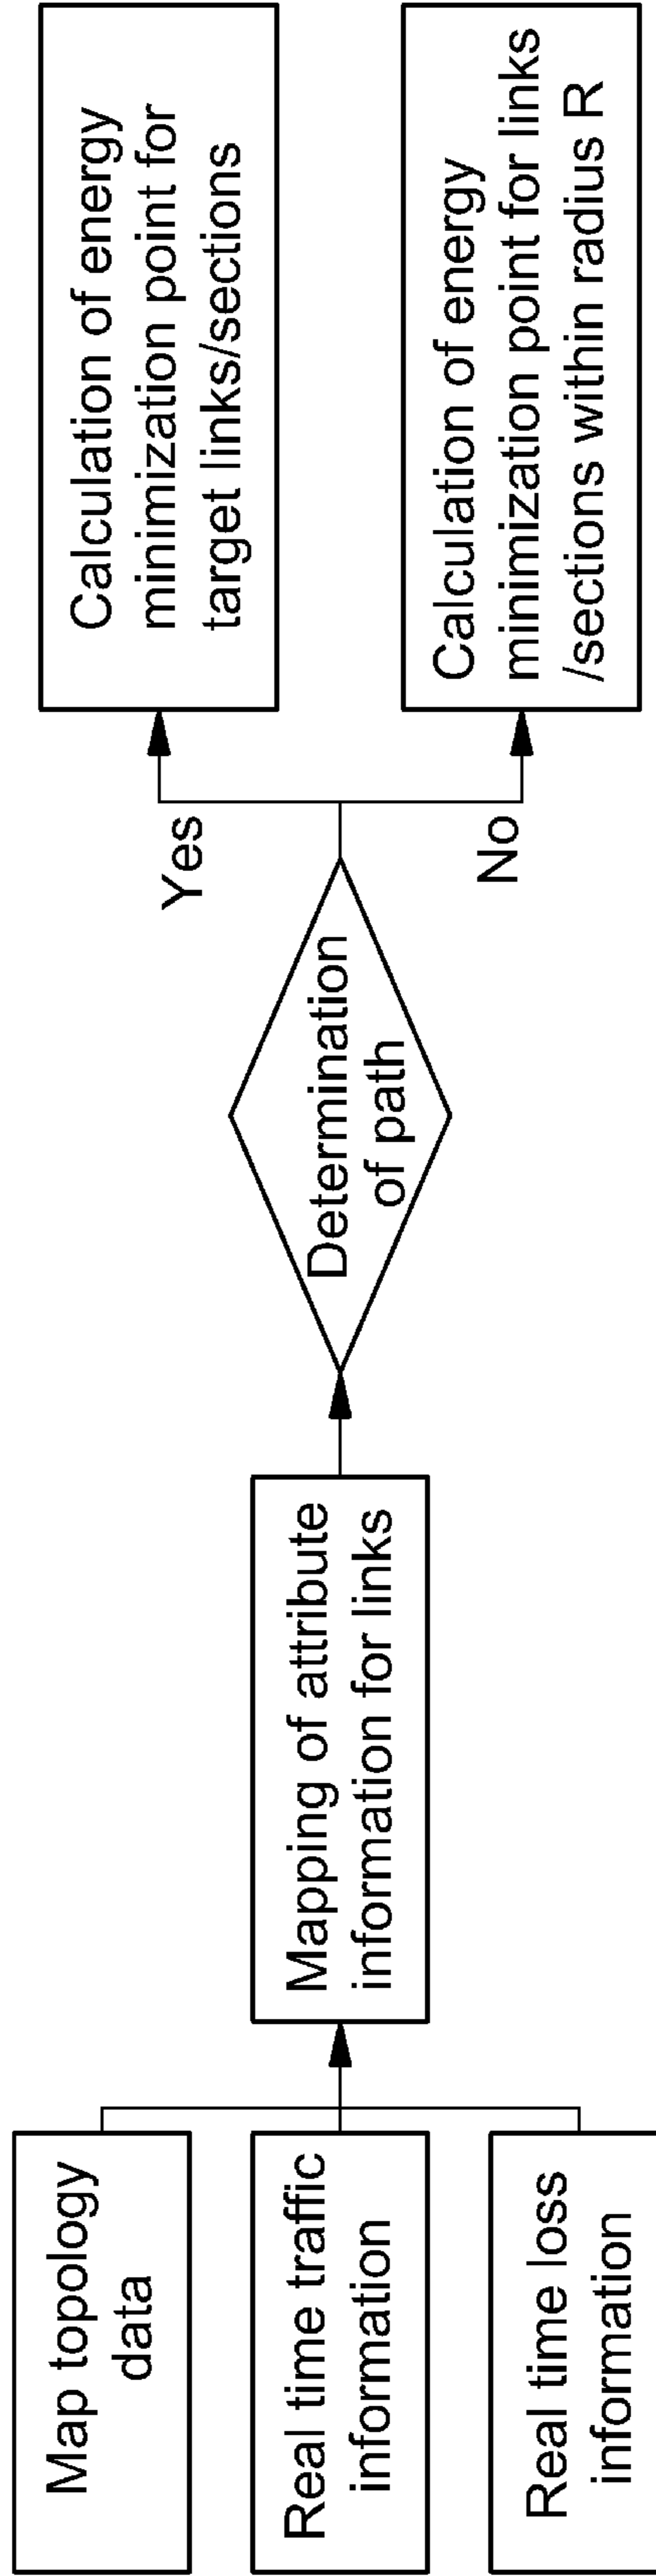 Map topology
data
Real time traffic
information
Real time loss
information
Mapping of attribute
information for links
Determination
of path
Yes
No
Calculation of energy
minimization point for
target links/sections
Calculation of energy
minimization point for links
/sections within radius R